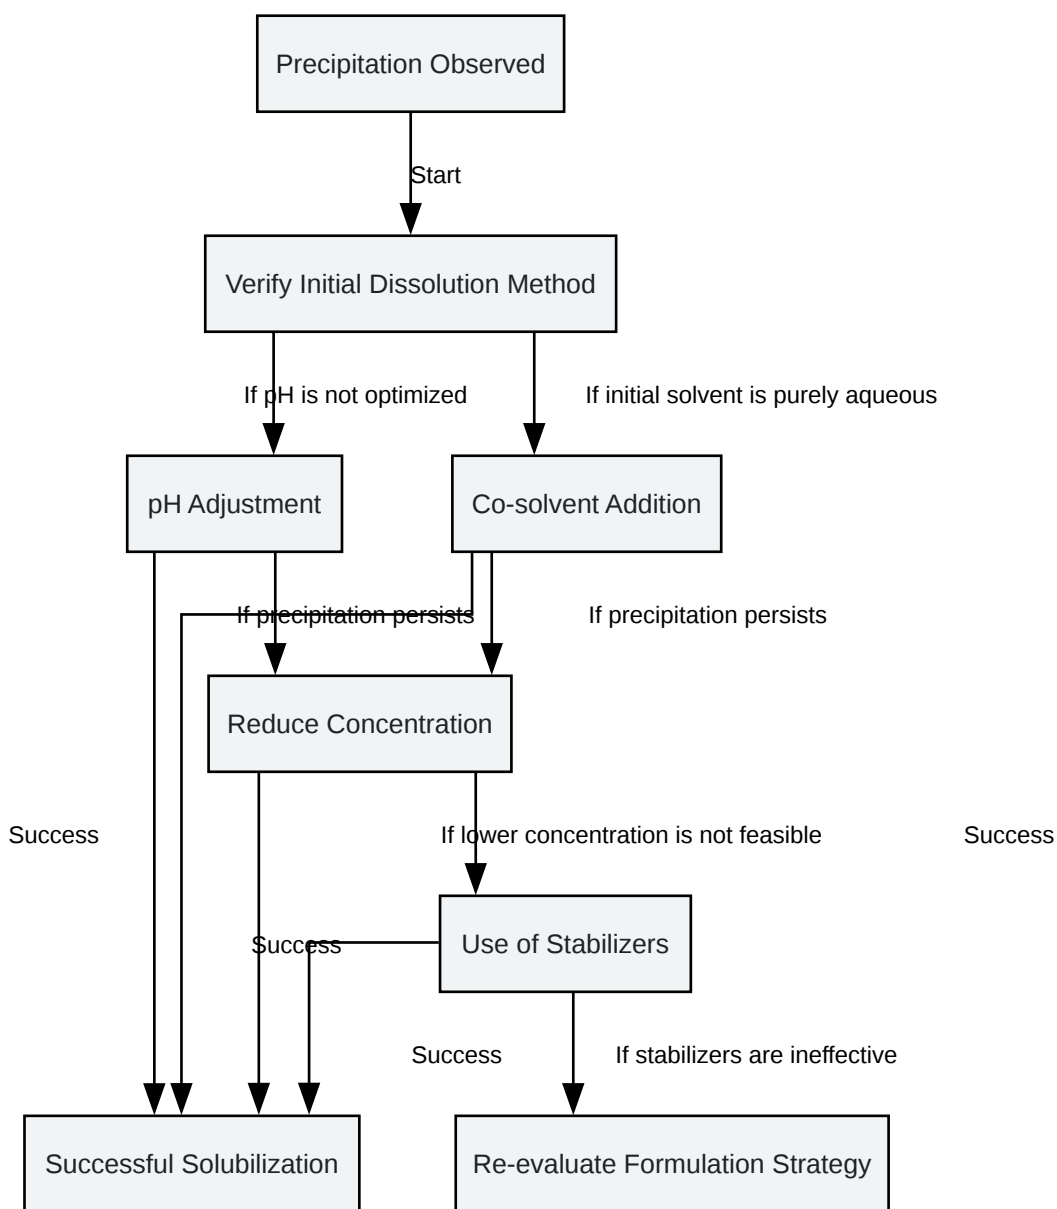 Precipitation Observed
Start
Verify Initial Dissolution Method
If pH is not optimized
If initial solvent is purely aqueous
pH Adjustment
Co-solvent Addition
If precipitation persists
If precipitation persists
Reduce Concentration
Success
If lower concentration is not feasible
Success
Use of Stabilizers
Success
Success
If stabilizers are ineffective
Successful Solubilization
Re-evaluate Formulation Strategy